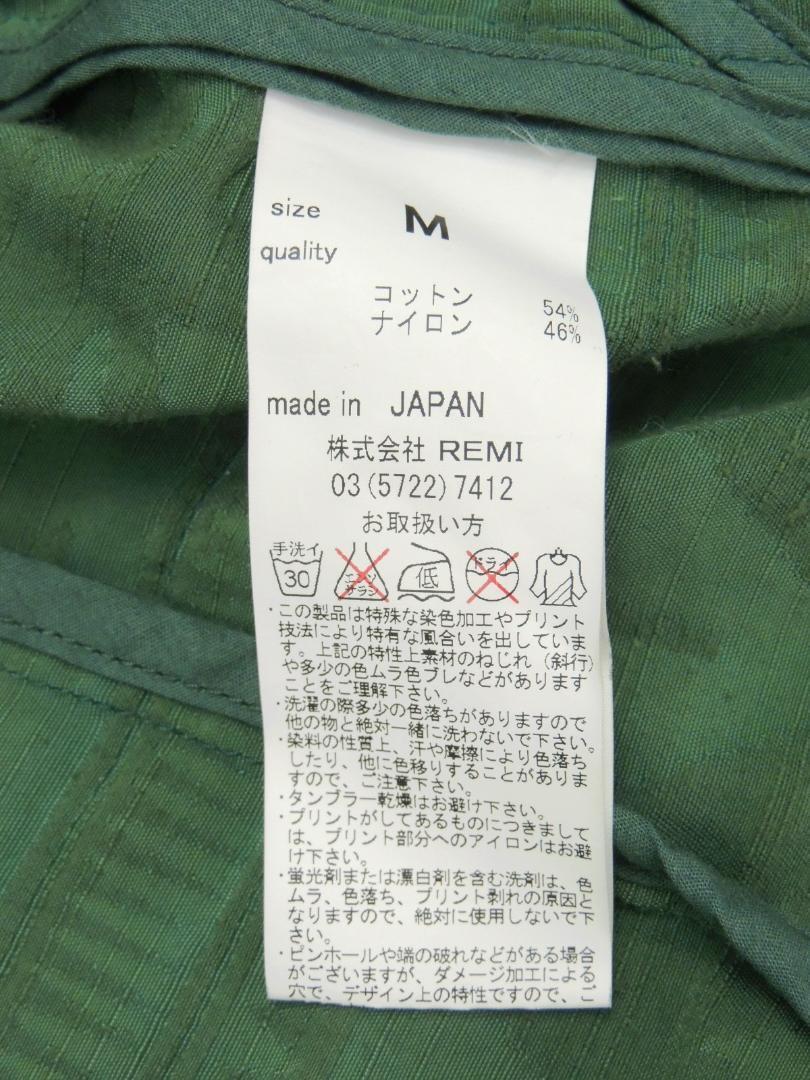 size M
quality
コットン 54%
ナイロン 46%
made in JAPAN
株式会社 REMI
03(5722)7412
お取扱い方
手洗イ
30
エンソ
サラシ
低
ドライ
・この製品は特殊な染色加工やプリント
技法により特有な風合いを出していま
す。上記の特性上素材のねじれ（斜行）
や多少の色ムラ色ブレなどがあります
ことをご理解下さい。
・洗濯の際多少の色落ちがありますので
他の物と絶対一緒に洗わないで下さい。
・染料の性質上、汗や摩擦により色落ち
したり、他に色移りすることがありま
すので、ご注意下さい。
・タンブラー乾燥はお避け下さい。
・プリントがしてあるものにつきまして
は、プリント部分へのアイロンはお避
け下さい。
・蛍光剤または漂白剤を含む洗剤は、色
ムラ、色落ち、プリント剥れの原因と
なりますので、絶対に使用しないで下
さい。
・ピンホールや端の破れなどがある場合
がございますが、ダメージ加工による
穴で、デザイン上の特性ですので、ご